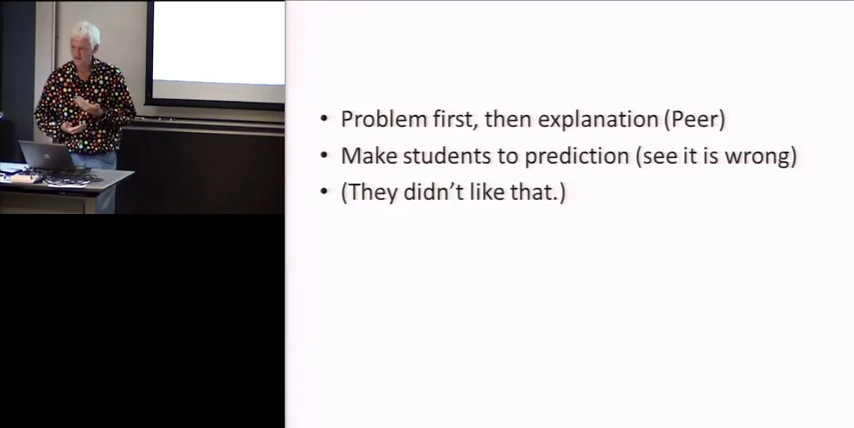 • Problem first, then explanation (Peer)
• Make students to prediction (see it is wrong)
• (They didn’t like that.)